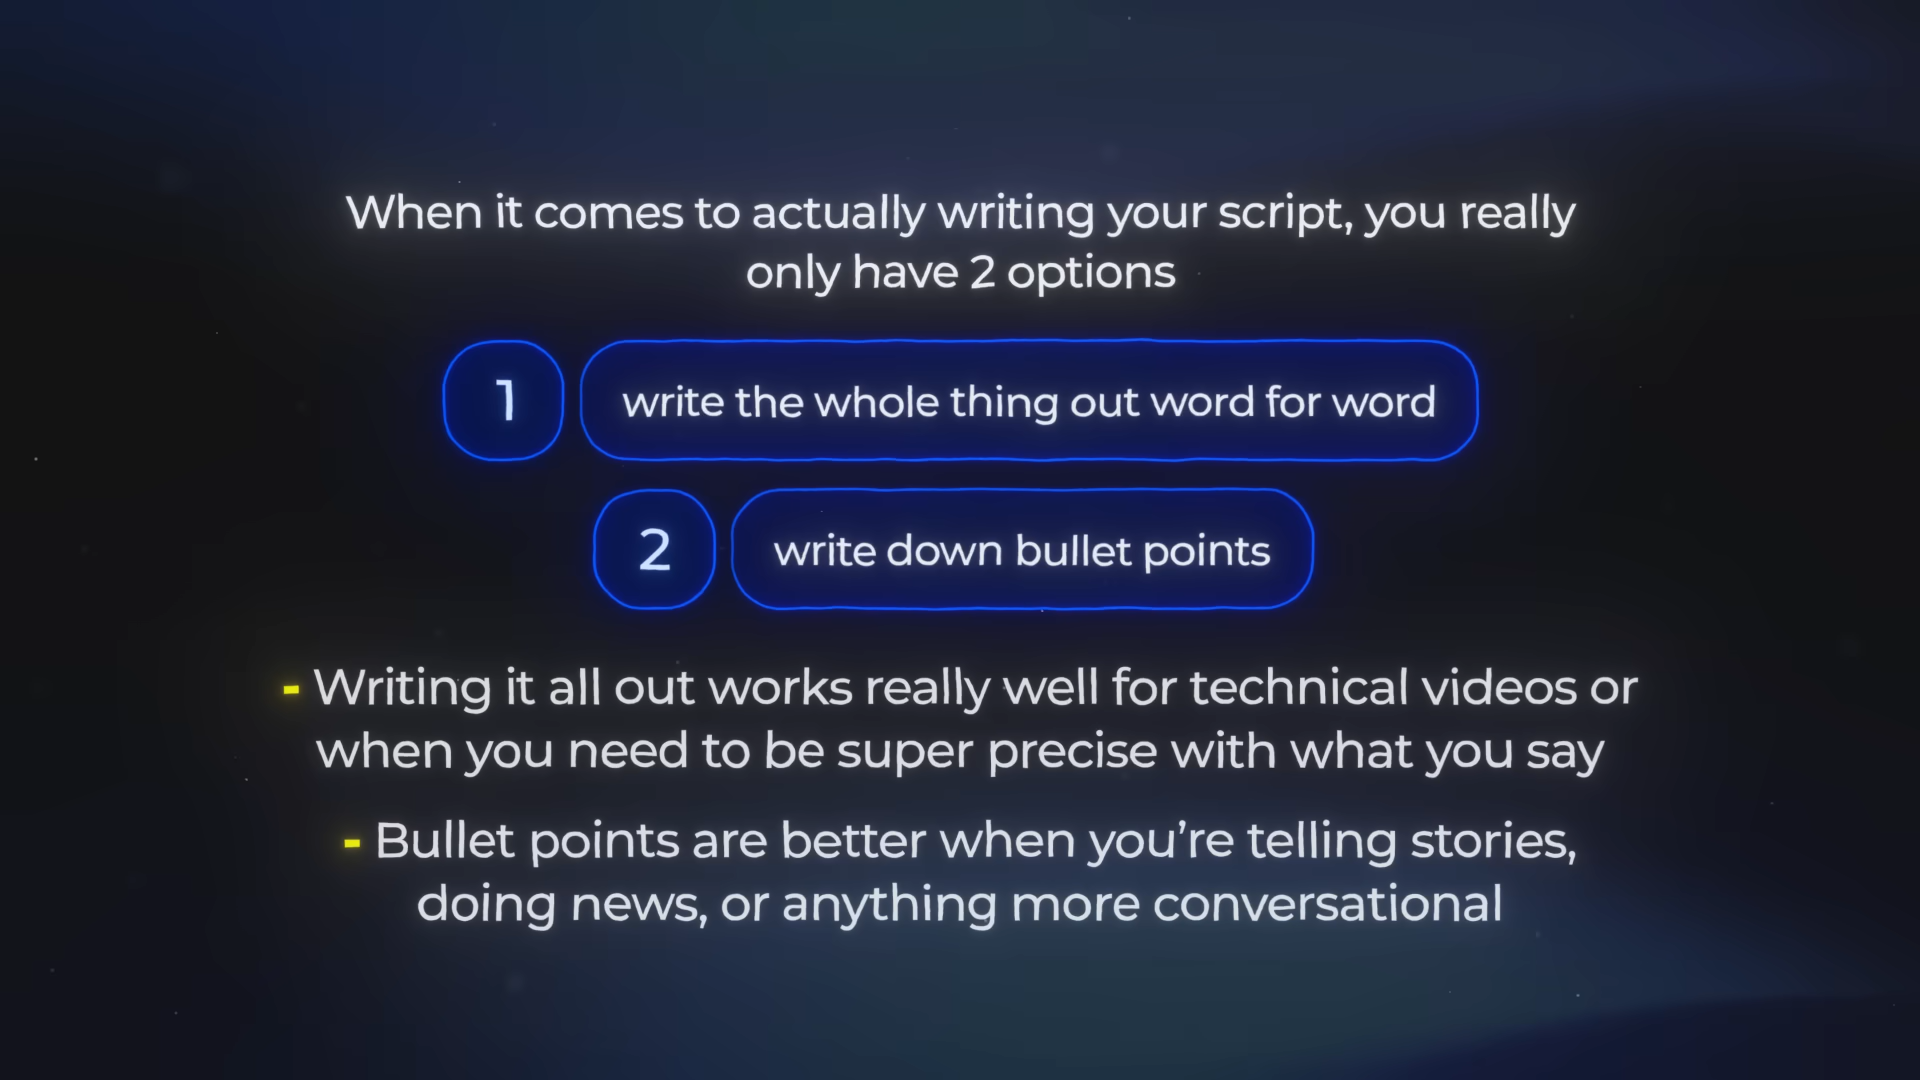 When it comes to actually writing your script, you really
only have 2 options
1 write the whole thing out word for word
2 write down bullet points
- Writing it all out works really well for technical videos or
when you need to be super precise with what you say
- Bullet points are better when you’re telling stories,
doing news, or anything more conversational